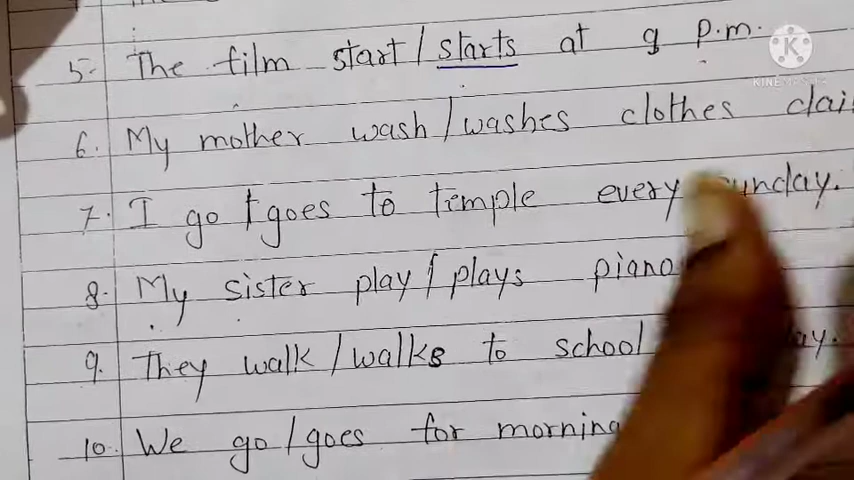 5. The film start/starts at 9 p.m.
6. My mother wash/washes clothes
7. I go/goes to temple every
8. My sister play/plays piano
9. They walk/walks to school
10. We go/goes for morning
K